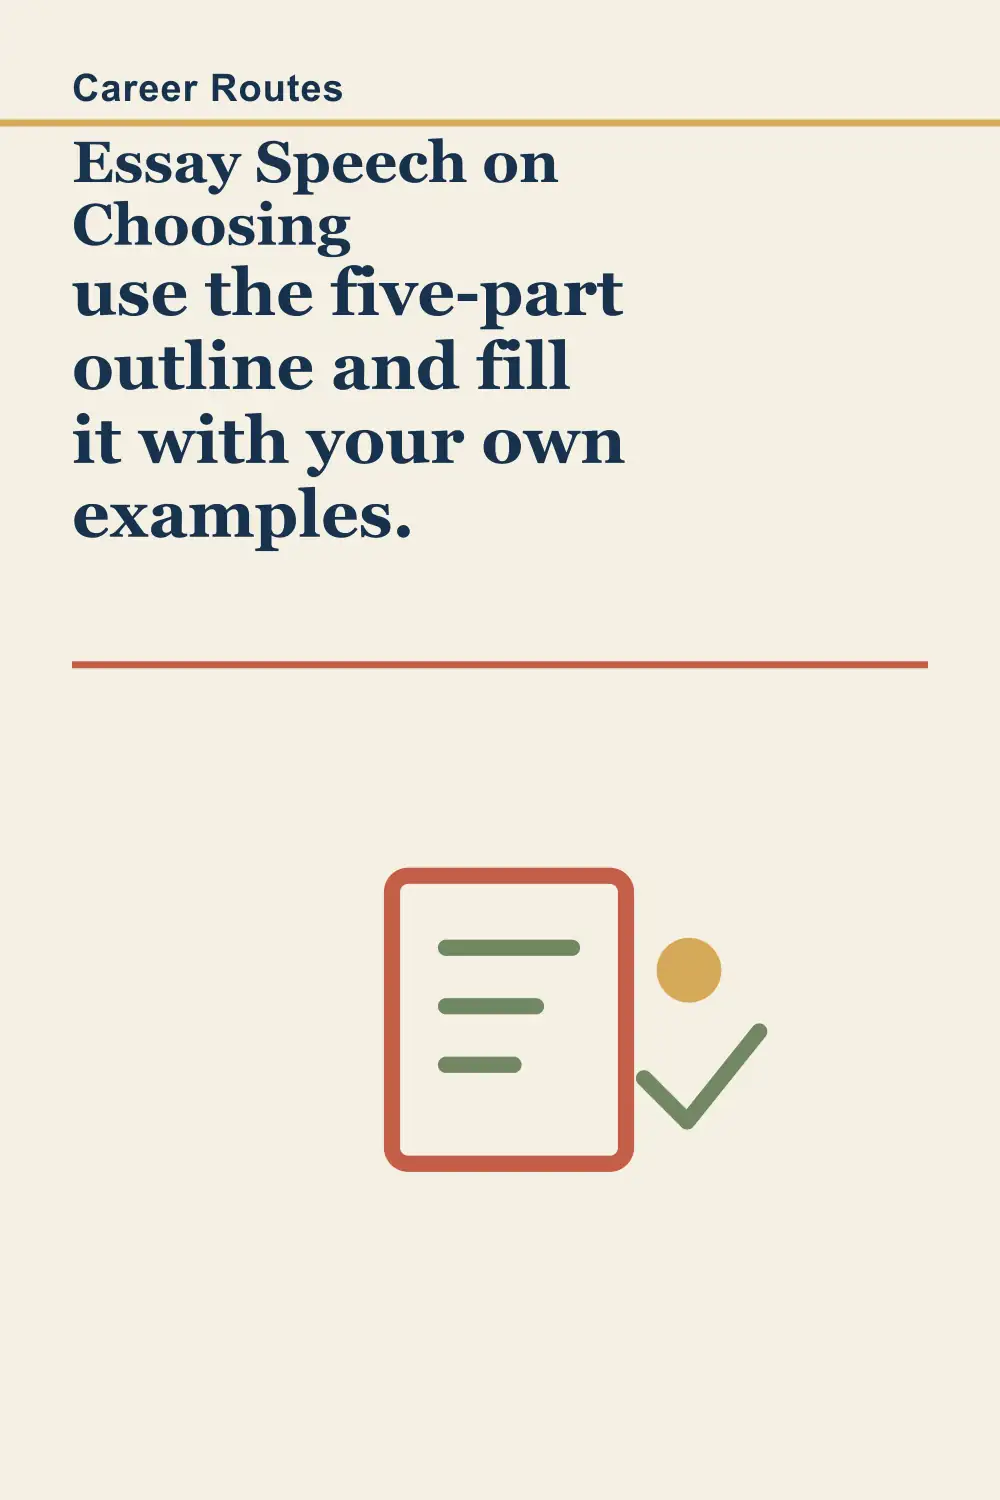 Career Routes
Essay Speech on
Choosing
use the five-part
outline and fill
it with your own
examples.